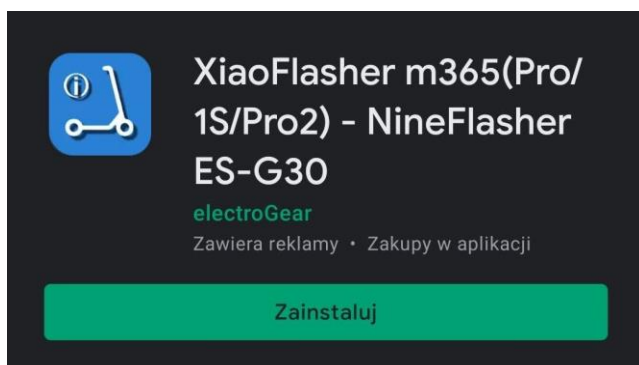 XiaoFlasher m365(Pro/
1S/Pro2) - NineFlasher
ES-G30
electroGear
Zawiera reklamy • Zakupy w aplikacji
Zainstaluj